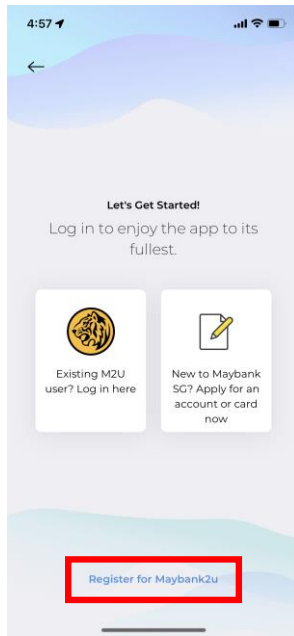 4:57
Let's Get Started!
Log in to enjoy the app to its
fullest.
Existing M2U
user? Log in here
New to Maybank
SG? Apply for an
account or card
now
Register for Maybank2u